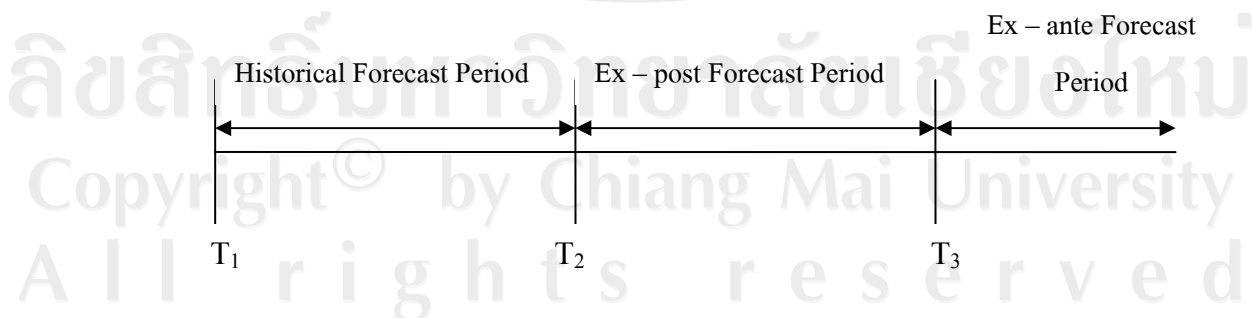 Ex – ante Forecast
Period
Historical Forecast Period
Ex – post Forecast Period
T₁
T₂
T₃
ลิขสิทธิ์มหาวิทยาลัยเชียงใหม่
Copyright© by Chiang Mai University
All rights reserved